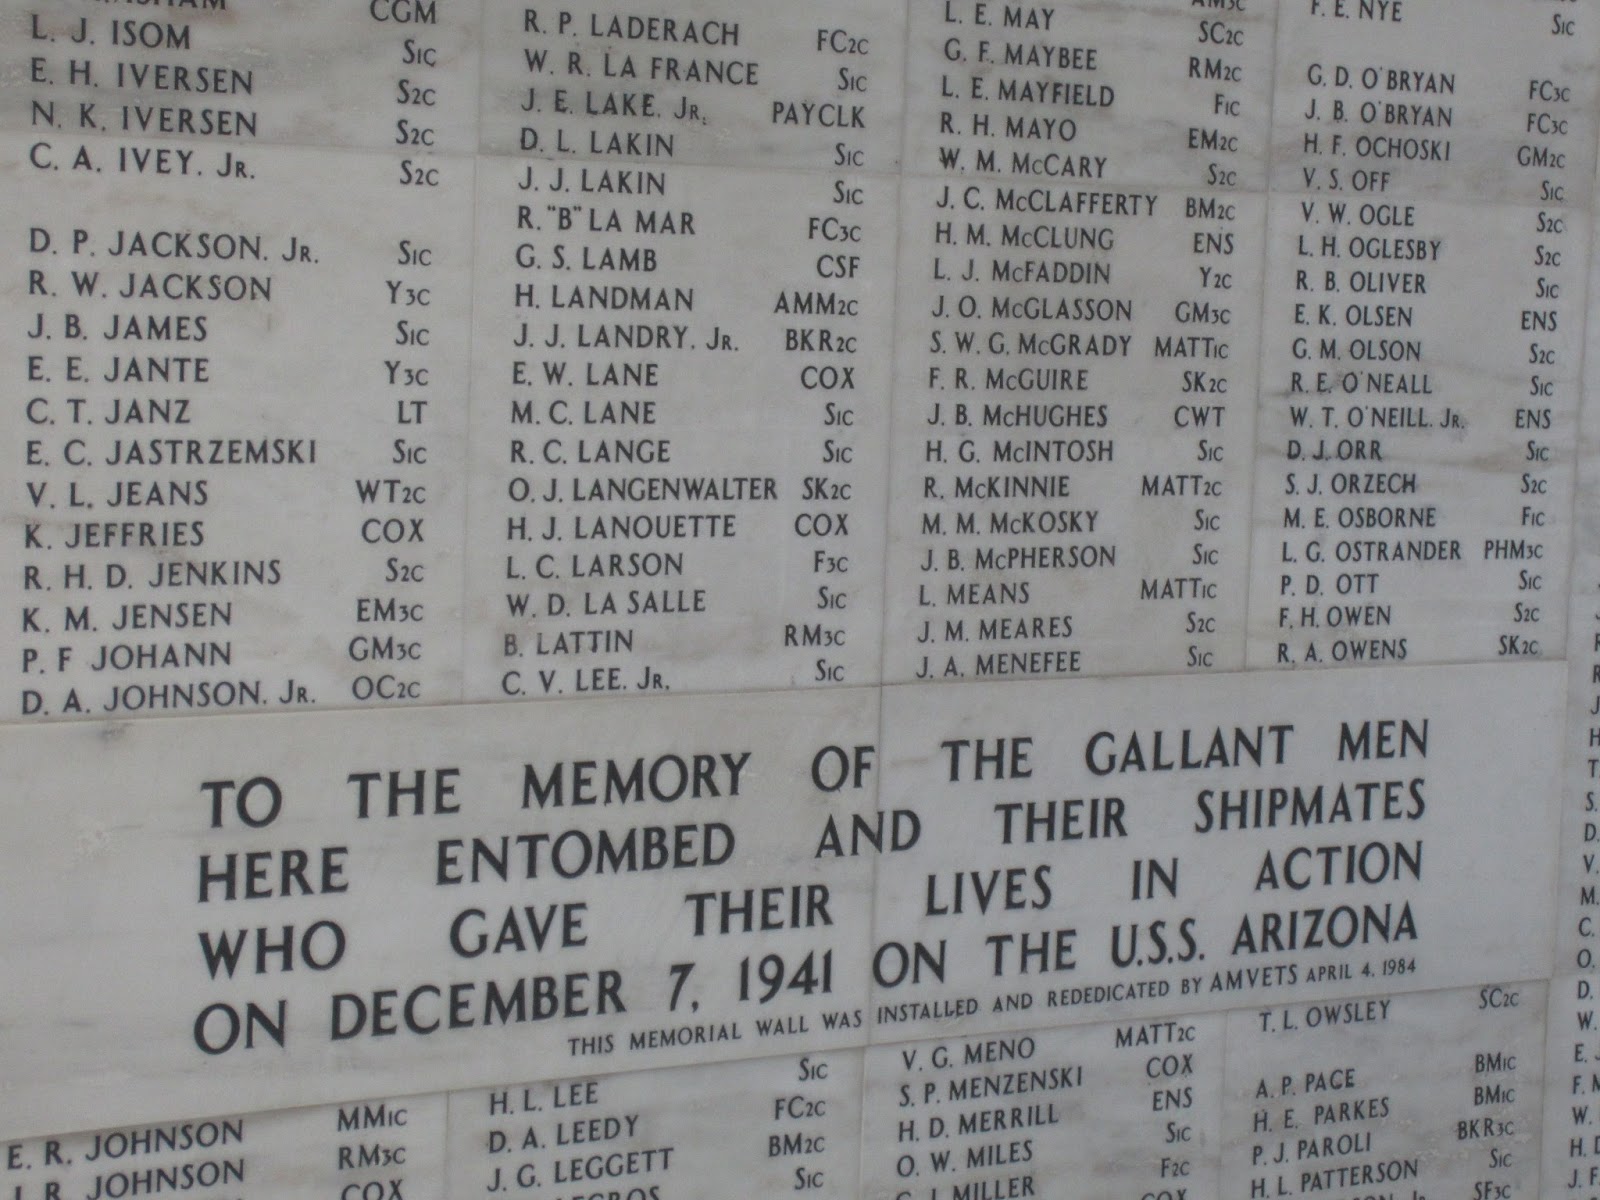 CGM
L. J. ISOM S1C
E. H. IVERSEN S2C
N. K. IVERSEN S2C
C. A. IVEY, JR. S2C
D. P. JACKSON, JR. S1C
R. W. JACKSON Y3C
J. B. JAMES S1C
E. E. JANTE Y3C
C. T. JANZ LT
E. C. JASTRZEMSKI S1C
V. L. JEANS WT2C
K. JEFFRIES COX
R. H. D. JENKINS S2C
K. M. JENSEN EM3C
P. F JOHANN GM3C
D. A. JOHNSON, JR. OC2C
R. P. LADERACH FC2C
W. R. LA FRANCE S1C
J. E. LAKE, JR. PAYCLK
D. L. LAKIN S1C
J. J. LAKIN S1C
R. "B" LA MAR FC3C
G. S. LAMB CSF
H. LANDMAN AMM2C
J. J. LANDRY, JR. BKR2C
E. W. LANE COX
M. C. LANE S1C
R. C. LANGE S1C
O. J. LANGENWALTER SK2C
H. J. LANOUETTE COX
L. C. LARSON F3C
W. D. LA SALLE S1C
B. LATTIN RM3C
C. V. LEE, JR. S1C
AM3C
L. E. MAY SC2C
G. F. MAYBEE RM2C
L. E. MAYFIELD F1C
R. H. MAYO EM2C
W. M. MCCARY S2C
J. C. MCCLAFFERTY BM2C
H. M. MCCLUNG ENS
L. J. MCFADDIN Y2C
J. O. MCGLASSON GM3C
S. W. G. MCGRADY MATT1C
F. R. MCGUIRE SK2C
J. B. MCHUGHES CWT
H. G. MCINTOSH S1C
R. MCKINNIE MATT2C
M. M. MCKOSKY S1C
J. B. MCPHERSON S1C
L. MEANS MATT1C
J. M. MEARES S2C
J. A. MENEFEE S1C
F. E. NYE S1C
G. D. O'BRYAN FC3C
J. B. O'BRYAN FC3C
H. F. OCHOSKI GM2C
V. S. OFF S1C
V. W. OGLE S2C
L. H. OGLESBY S2C
R. B. OLIVER S1C
E. K. OLSEN ENS
G. M. OLSON S2C
R. E. O'NEALL S1C
W. T. O'NEILL, JR. ENS
D. J. ORR S1C
S. J. ORZECH S2C
M. E. OSBORNE F1C
L. G. OSTRANDER PHM3C
P. D. OTT S1C
F. H. OWEN S2C
R. A. OWENS SK2C
TO THE MEMORY OF THE GALLANT MEN
HERE ENTOMBED AND THEIR SHIPMATES
WHO GAVE THEIR LIVES IN ACTION
ON DECEMBER 7, 1941 ON THE U.S.S. ARIZONA
THIS MEMORIAL WALL WAS INSTALLED AND REDEDICATED BY AMVETS APRIL 4, 1984
E. R. JOHNSON MM1C
J. R. JOHNSON RM3C
COX
H. L. LEE S1C
D. A. LEEDY FC2C
J. G. LEGGETT BM2C
S1C
V. G. MENO MATT2C
S. P. MENZENSKI COX
H. D. MERRILL ENS
O. W. MILES S1C
MILLER F2C
COX
T. L. OWSLEY SC2C
A. P. PACE BM1C
H. E. PARKES BM1C
P. J. PAROLI BKR3C
H. L. PATTERSON S1C
SF3C